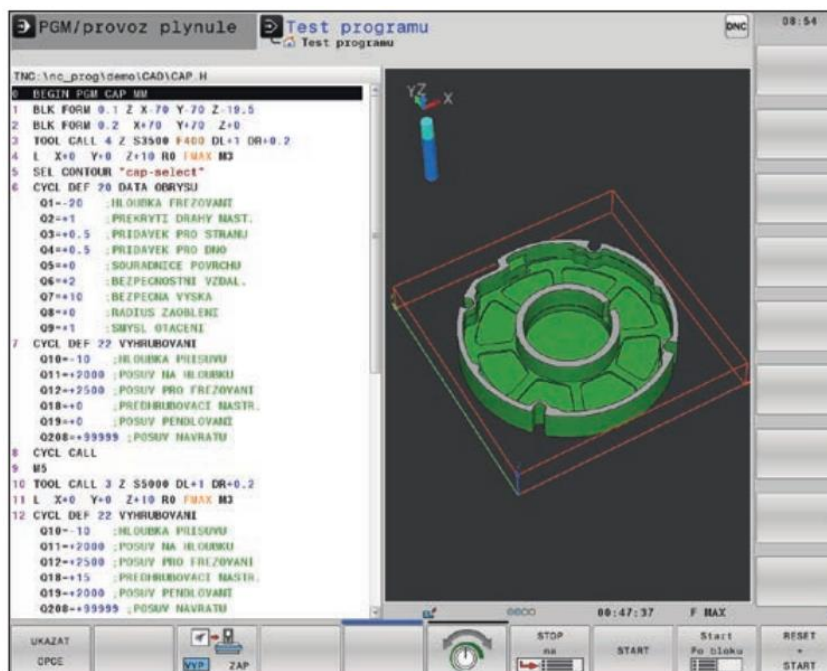 PGM/provoz plynule
Test programu
Test programu
DNC
08:54
TNC:\nc_prog\demo\CAD\CAP.H
0 BEGIN PGM CAP MM
1 BLK FORM 0.1 Z X-70 Y-70 Z-19.5
2 BLK FORM 0.2 X+70 Y+70 Z+0
3 TOOL CALL 4 Z S3500 F400 DL+1 DR+0.2
4 L X+0 Y+0 Z+10 R0 FMAX M3
5 SEL CONTOUR "cap-select"
6 CYCL DEF 20 DATA OBRYSU
Q1=-20 ;HLOUBKA FREZOVANI
Q2=+1 ;PREKRYTI DRAHY NAST.
Q3=+0.5 ;PRIDAVEK PRO STRANU
Q4=+0.5 ;PRIDAVEK PRO DNO
Q5=+0 ;SOURADNICE POVRCHU
Q6=+2 ;BEZPECNOSTNI VZDAL.
Q7=+10 ;BEZPECNA VYSKA
Q8=+0 ;RADIUS ZAOBLENI
Q9=+1 ;SMYSL OTACENI
7 CYCL DEF 22 VYHRUBOVANI
Q10=-10 ;HLOUBKA PRISUVU
Q11=+2000 ;POSUV NA HLOUBKU
Q12=+2500 ;POSUV PRO FREZOVANI
Q18=+0 ;PREDHRUBOVACI NASTR.
Q19=+0 ;POSUV PENDLOVANI
Q208=+99999 ;POSUV NAVRATU
8 CYCL CALL
9 M5
10 TOOL CALL 3 Z S5000 DL+1 DR+0.2
11 L X+0 Y+0 Z+10 R0 FMAX M3
12 CYCL DEF 22 VYHRUBOVANI
Q10=-10 ;HLOUBKA PRISUVU
Q11=+2000 ;POSUV NA HLOUBKU
Q12=+2500 ;POSUV PRO FREZOVANI
Q18=+15 ;PREDHRUBOVACI NASTR.
Q19=+2000 ;POSUV PENDLOVANI
Q208=+99999 ;POSUV NAVRATU
Y Z X
00:47:37 F MAX
UKAZAT
OPCE
VYP ZAP
STOP
na
START
Start
Po bloku
RESET
+
START